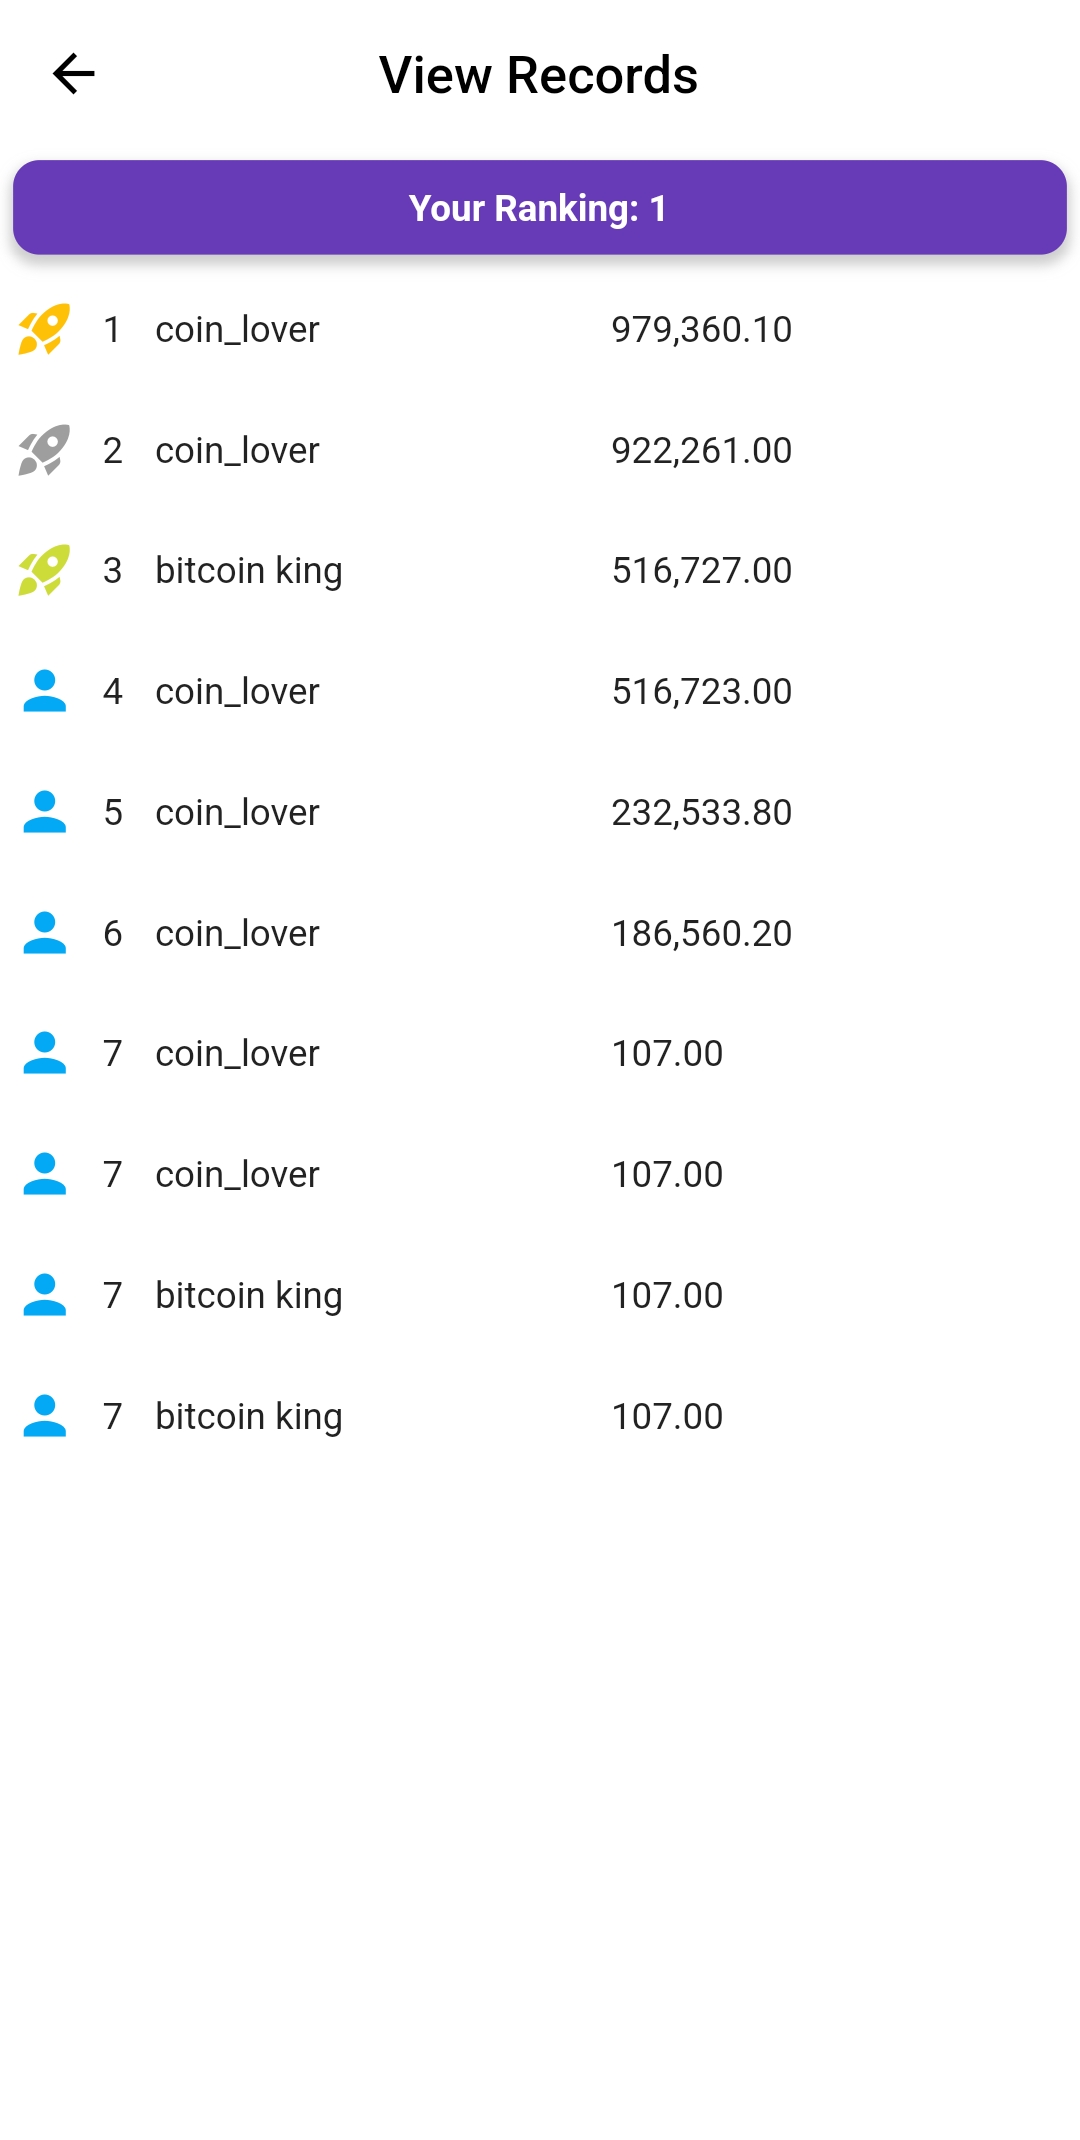 View Records
Your Ranking: 1
1 coin_lover 979,360.10
2 coin_lover 922,261.00
3 bitcoin king 516,727.00
4 coin_lover 516,723.00
5 coin_lover 232,533.80
6 coin_lover 186,560.20
7 coin_lover 107.00
7 coin_lover 107.00
7 bitcoin king 107.00
7 bitcoin king 107.00